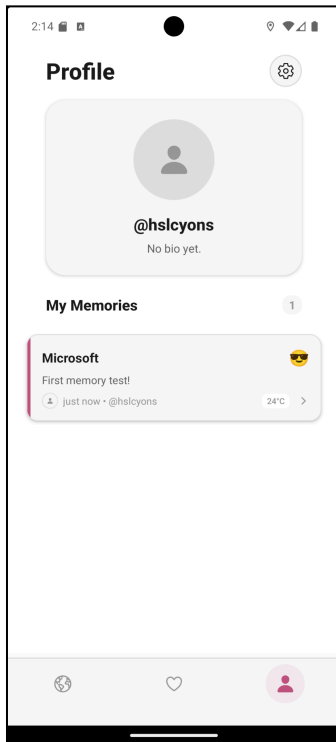 2:14
Profile
@hslcyons
No bio yet.
My Memories
1
Microsoft
First memory test!
just now • @hslcyons
24°C